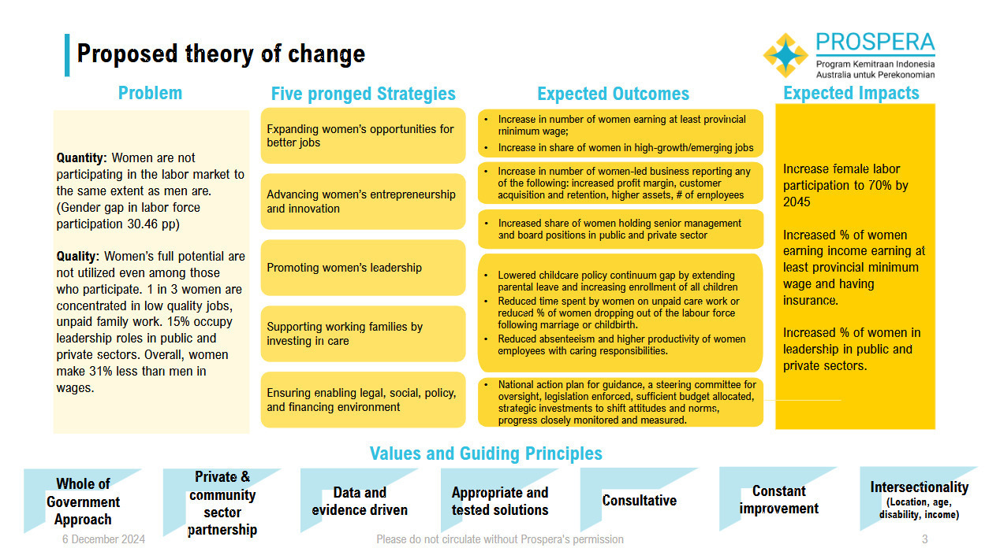 Proposed theory of change
PROSPERA
Program Kemitraan Indonesia
Australia untuk Perekonomian
Problem
Quantity: Women are not
participating in the labor market to
the same extent as men are.
(Gender gap in labor force
participation 30.46 pp)
Quality: Women's full potential are
not utilized even among those
who participate. 1 in 3 women are
concentrated in low quality jobs,
unpaid family work. 15% occupy
leadership roles in public and
private sectors. Overall, women
make 31% less than men in
wages.
Five pronged Strategies
Expanding women's opportunities for
better jobs
Advancing women's entrepreneurship
and innovation
Promoting women's leadership
Supporting working families by
investing in care
Ensuring enabling legal, social, policy,
and financing environment
Expected Outcomes
• Increase in number of women earning at least provincial
minimum wage;
• Increase in share of women in high-growth/emerging jobs
• Increase in number of women-led business reporting any
of the following: increased profit margin, customer
acquisition and retention, higher assets, # of employees
• Increased share of women holding senior management
and board positions in public and private sector
• Lowered childcare policy continuum gap by extending
parental leave and increasing enrollment of all children
• Reduced time spent by women on unpaid care work or
reduced % of women dropping out of the labour force
following marriage or childbirth.
• Reduced absenteeism and higher productivity of women
employees with caring responsibilities.
• National action plan for guidance, a steering committee for
oversight, legislation enforced, sufficient budget allocated,
strategic investments to shift attitudes and norms,
progress closely monitored and measured.
Expected Impacts
Increase female labor
participation to 70% by
2045
Increased % of women
earning income earning at
least provincial minimum
wage and having
insurance.
Increased % of women in
leadership in public and
private sectors.
Values and Guiding Principles
Whole of
Government
Approach
Private &
community
sector
partnership
Data and
evidence driven
Appropriate and
tested solutions
Consultative
Constant
improvement
Intersectionality
(Location, age,
disability, income)
6 December 2024
Please do not circulate without Prospera's permission
3